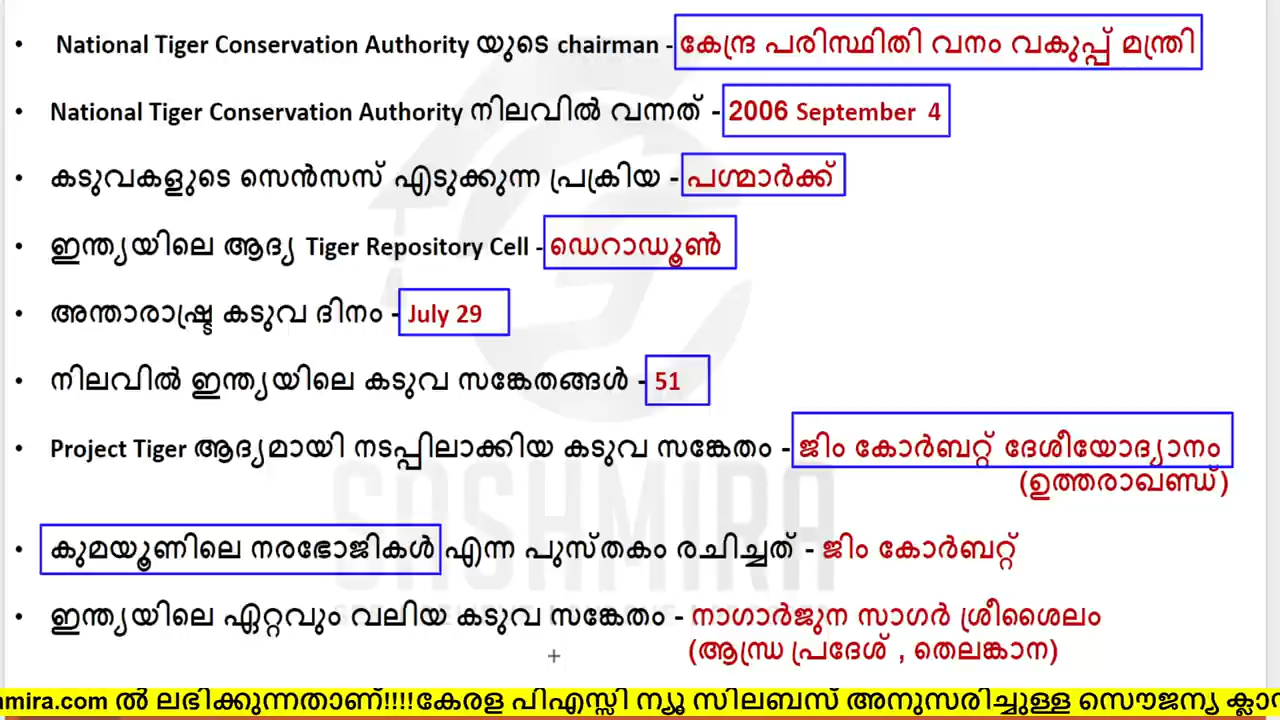 • National Tiger Conservation Authority യുടെ chairman - കേന്ദ്ര പരിസ്ഥിതി വനം വകുപ്പ് മന്ത്രി
• National Tiger Conservation Authority നിലവിൽ വന്നത് - 2006 September 4
• കടുവകളുടെ സെൻസസ് എടുക്കുന്ന പ്രക്രിയ - പഗ്മാർക്ക്
• ഇന്ത്യയിലെ ആദ്യ Tiger Repository Cell - ഡെറാഡൂൺ
• അന്താരാഷ്ട്ര കടുവ ദിനം - July 29
• നിലവിൽ ഇന്ത്യയിലെ കടുവ സങ്കേതങ്ങൾ - 51
• Project Tiger ആദ്യമായി നടപ്പിലാക്കിയ കടുവ സങ്കേതം - ജിം കോർബറ്റ് ദേശീയോദ്യാനം
(ഉത്തരാഖണ്ഡ്)
• കുമയൂണിലെ നരഭോജികൾ എന്ന പുസ്തകം രചിച്ചത് - ജിം കോർബറ്റ്
• ഇന്ത്യയിലെ ഏറ്റവും വലിയ കടുവ സങ്കേതം - നാഗാർജുന സാഗർ ശ്രീശൈലം
(ആന്ധ്ര പ്രദേശ് , തെലങ്കാന)
SASHMIRA
mira.com ൽ ലഭിക്കുന്നതാണ്!!!!കേരള പിഎസ്സി ന്യൂ സിലബസ് അനുസരിച്ചുള്ള സൌജന്യ ക്ലാ